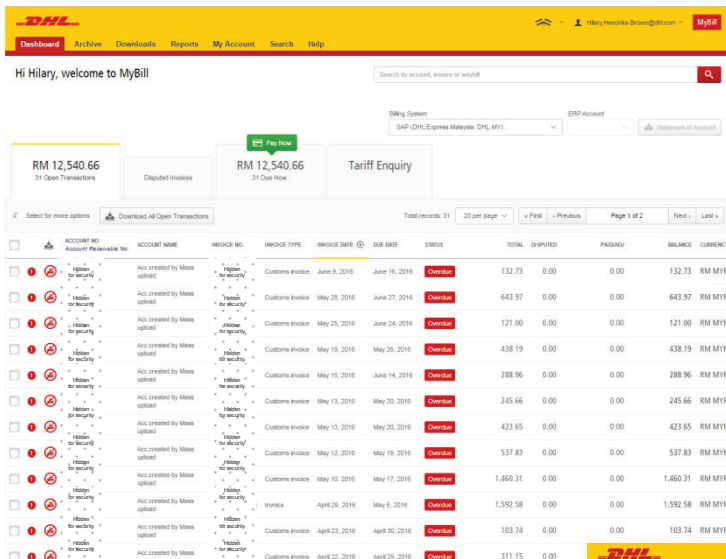 DHL
Hilary.Hendrika-Brown@dhl.com MyBill
Dashboard Archive Downloads Reports My Account Search Help
Hi Hilary, welcome to MyBill
Search by account, invoice or waybill
Billing System ERP Account
SAP (DHL Express Malaysia, DHL MY) Statement of Account
Pay Now
RM 12,540.66 RM 12,540.66 Tariff Enquiry
31 Open Transactions Disputed Invoices 31 Due Now
Select for more options Download All Open Transactions Total records: 31 20 per page « First ‹ Previous Page 1 of 2 Next › Last »
ACCOUNT NO. ACCOUNT NAME INVOICE NO. INVOICE TYPE INVOICE DATE DUE DATE STATUS TOTAL DISPUTED PAID/ADJ BALANCE CURRENCY
Account Receivable No.
Hidden for security Acc created by Mass upload Hidden for security Customs invoice June 9, 2016 June 16, 2016 Overdue 132.73 0.00 0.00 132.73 RM MYR
Hidden for security Acc created by Mass upload Hidden for security Customs invoice May 28, 2016 June 27, 2016 Overdue 643.97 0.00 0.00 643.97 RM MYR
Hidden for security Acc created by Mass upload Hidden for security Customs invoice May 25, 2016 June 24, 2016 Overdue 121.00 0.00 0.00 121.00 RM MYR
Hidden for security Acc created by Mass upload Hidden for security Customs invoice May 19, 2016 May 26, 2016 Overdue 438.19 0.00 0.00 438.19 RM MYR
Hidden for security Acc created by Mass upload Hidden for security Customs invoice May 15, 2016 June 14, 2016 Overdue 288.96 0.00 0.00 288.96 RM MYR
Hidden for security Acc created by Mass upload Hidden for security Customs invoice May 13, 2016 May 20, 2016 Overdue 245.66 0.00 0.00 245.66 RM MYR
Hidden for security Acc created by Mass upload Hidden for security Customs invoice May 13, 2016 May 20, 2016 Overdue 423.65 0.00 0.00 423.65 RM MYR
Hidden for security Acc created by Mass upload Hidden for security Customs invoice May 12, 2016 May 19, 2016 Overdue 537.83 0.00 0.00 537.83 RM MYR
Hidden for security Acc created by Mass upload Hidden for security Customs invoice May 10, 2016 May 17, 2016 Overdue 1,460.31 0.00 0.00 1,460.31 RM MYR
Hidden for security Acc created by Mass upload Hidden for security Invoice April 29, 2016 May 6, 2016 Overdue 1,592.58 0.00 0.00 1,592.58 RM MYR
Hidden for security Acc created by Mass upload Hidden for security Customs invoice April 23, 2016 April 30, 2016 Overdue 103.74 0.00 0.00 103.74 RM MYR
Acc created by Mass upload Customs invoice April 22, 2016 April 29, 2016 Overdue 311.15 0.00
DHL